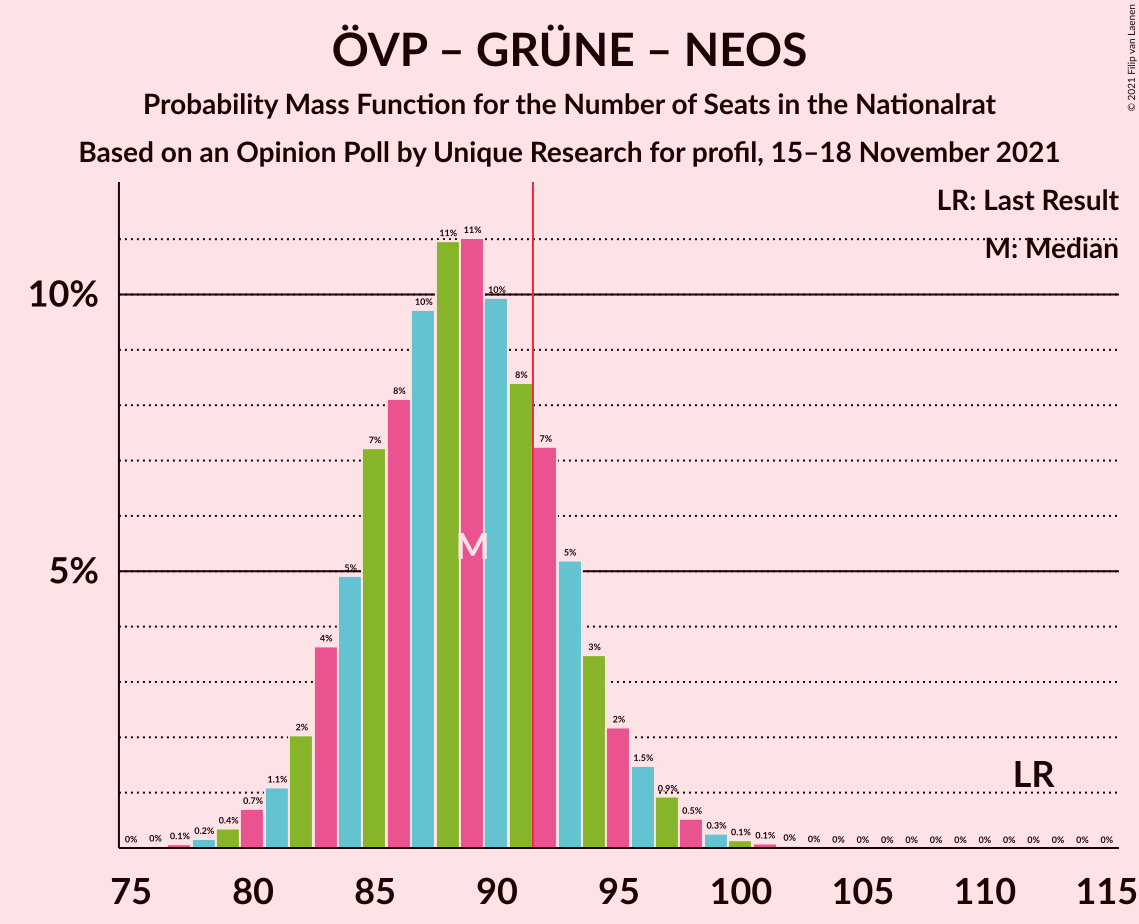 ÖVP – GRÜNE – NEOS
Probability Mass Function for the Number of Seats in the Nationalrat
Based on an Opinion Poll by Unique Research for profil, 15–18 November 2021
© 2021 Filip van Laenen
LR: Last Result
M: Median
10%
5%
0% 0% 0.1% 0.2% 0.4% 0.7% 1.1% 2% 4% 5% 7% 8% 10% 11% 11% 10% 8% 7% 5% 3% 2% 1.5% 0.9% 0.5% 0.3% 0.1% 0.1% 0% 0% 0% 0% 0% 0% 0% 0% 0% 0% 0% 0% 0% 0%
M
LR
75 80 85 90 95 100 105 110 115